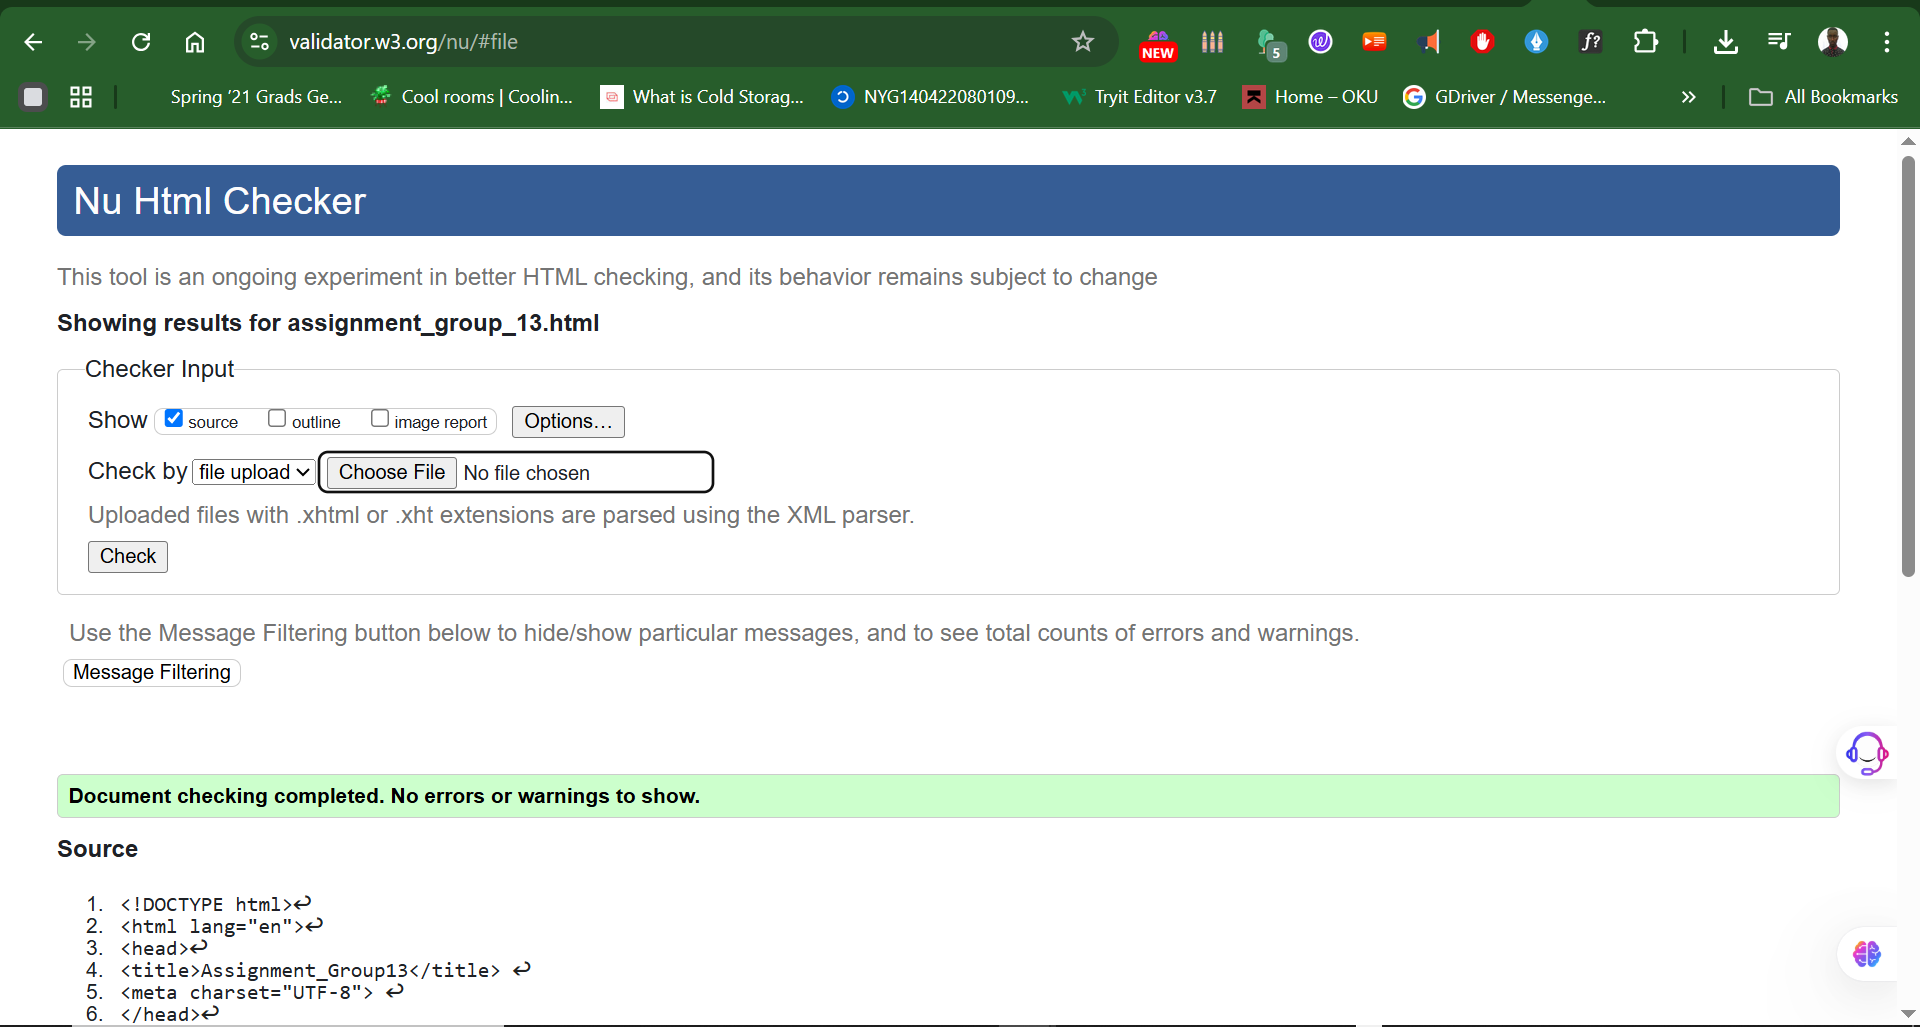 validator.w3.org/nu/#file
NEW
5
f?
Spring '21 Grads Ge...
Cool rooms | Coolin...
What is Cold Storag...
NYG140422080109...
Tryit Editor v3.7
Home – OKU
GDriver / Messenge...
»
All Bookmarks
Nu Html Checker
This tool is an ongoing experiment in better HTML checking, and its behavior remains subject to change
Showing results for assignment_group_13.html
Checker Input
Show source outline image report Options...
Check by file upload Choose File No file chosen
Uploaded files with .xhtml or .xht extensions are parsed using the XML parser.
Check
Use the Message Filtering button below to hide/show particular messages, and to see total counts of errors and warnings.
Message Filtering
Document checking completed. No errors or warnings to show.
Source
1. <!DOCTYPE html>↩
2. <html lang="en">↩
3. <head>↩
4. <title>Assignment_Group13</title> ↩
5. <meta charset="UTF-8"> ↩
6. </head>↩